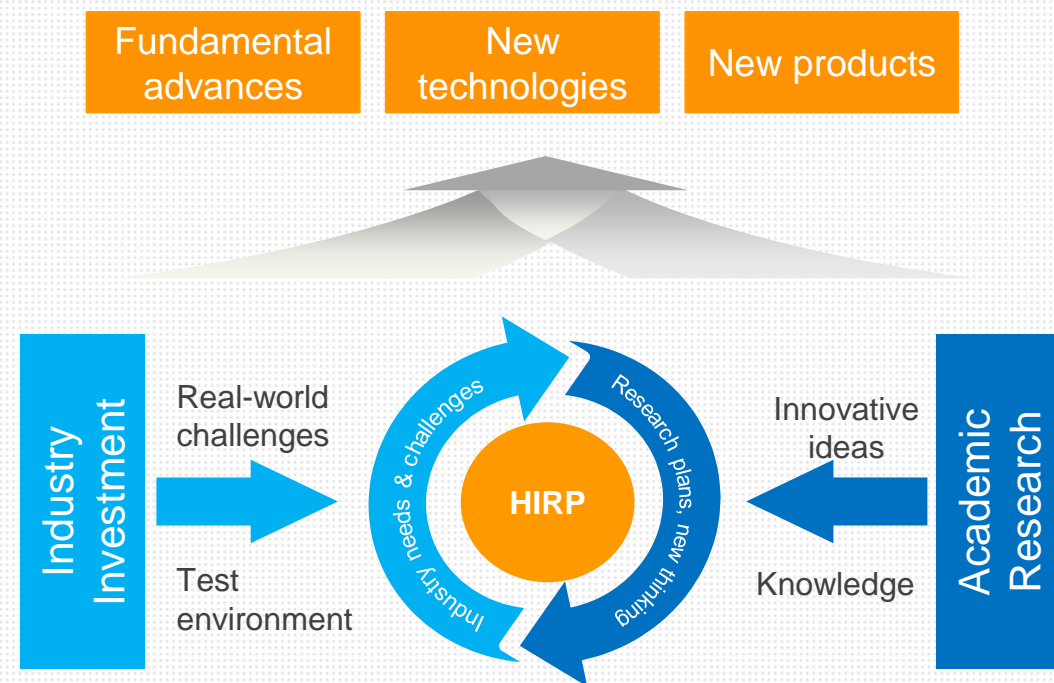 Fundamental
advances
New
technologies
New products
Industry
Investment
Real-world
challenges
Test
environment
Industry needs & challenges
HIRP
Research plans, new thinking
Innovative
ideas
Knowledge
Academic
Research